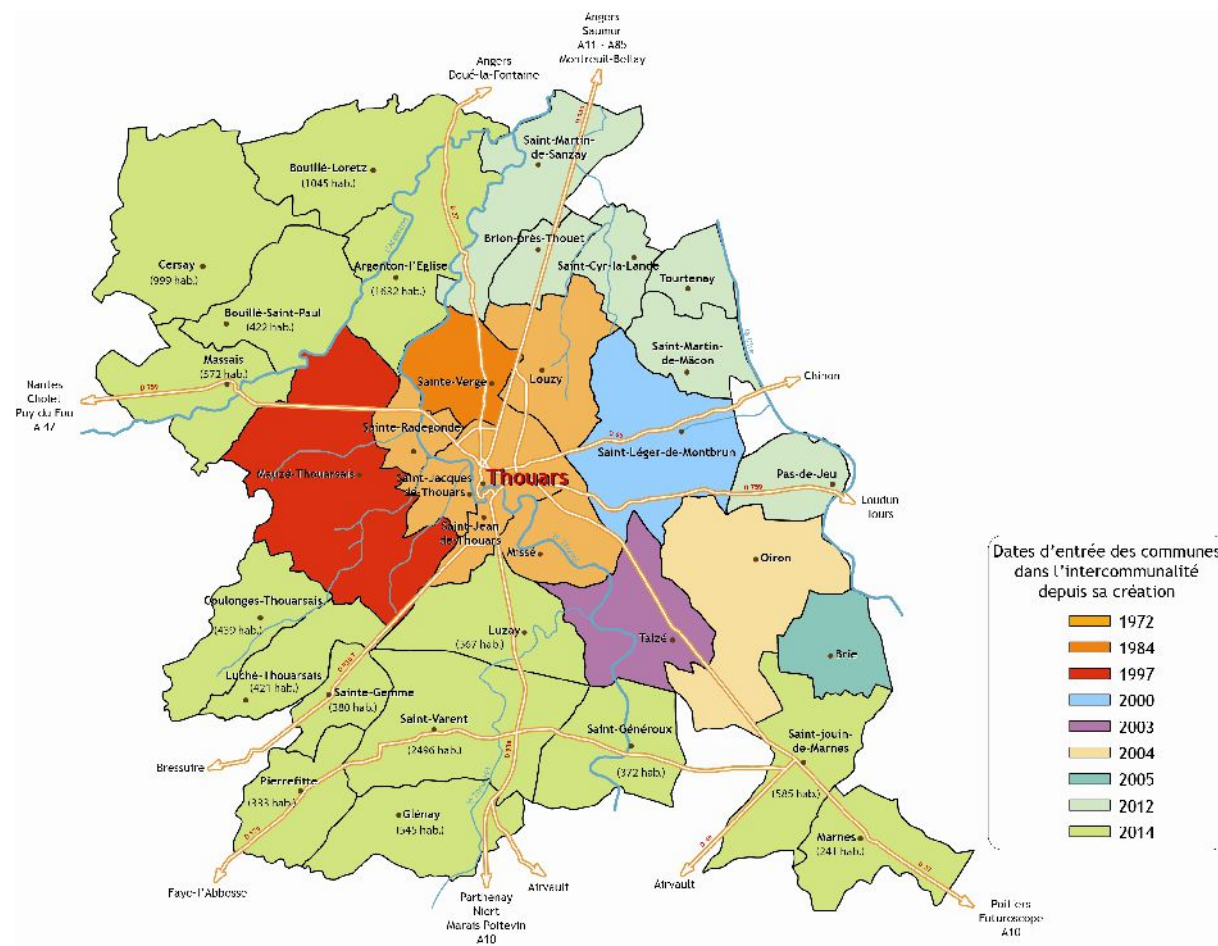 Angers
Saumur
A11 - A85
Montreuil-Bellay
Angers
Doué-la-Fontaine
Saint-Martin-
de-Sanzay
Bouillé-Loretz
(1045 hab.)
Brion-près-Thouet
Saint-Cyr-la-Lande
Cersay
(999 hab.)
Argenton-l'Eglise
(1632 hab.)
Tourtenay
Bouillé-Saint-Paul
(422 hab.)
Saint-Martin-
de-Mâcon
Massais
(572 hab.)
Nantes
Cholet
Puy du Fou
A 47
D 759
Sainte-Verge
Louzy
Chinon
Sainte-Radegonde
Saint-Léger-de-Montbrun
Mauzé-Thouarsais
Saint-Jacques
de-Thouars
Thouars
Pas-de-Jeu
D 759
Loudun
Tours
Saint-Jean
de-Thouars
Missé
Oiron
Dates d'entrée des communes
dans l'intercommunalité
depuis sa création
1972
1984
1997
2000
2003
2004
2005
2012
2014
Coulonges-Thouarsais
(439 hab.)
Luzay
(567 hab.)
Taizé
Brie
Luché-Thouarsais
(421 hab.)
Sainte-Gemme
(380 hab.)
Saint-Varent
(2496 hab.)
Saint-Généroux
(372 hab.)
Saint-jouin-
de-Marnes
(585 hab.)
Bressuire
Pierrefitte
(333 hab.)
Glénay
(545 hab.)
Marnes
(241 hab.)
Faye-l'Abbesse
Parthenay
Niort
Marais Poitevin
A10
Airvault
Airvault
Poitiers
Futuroscope
A10